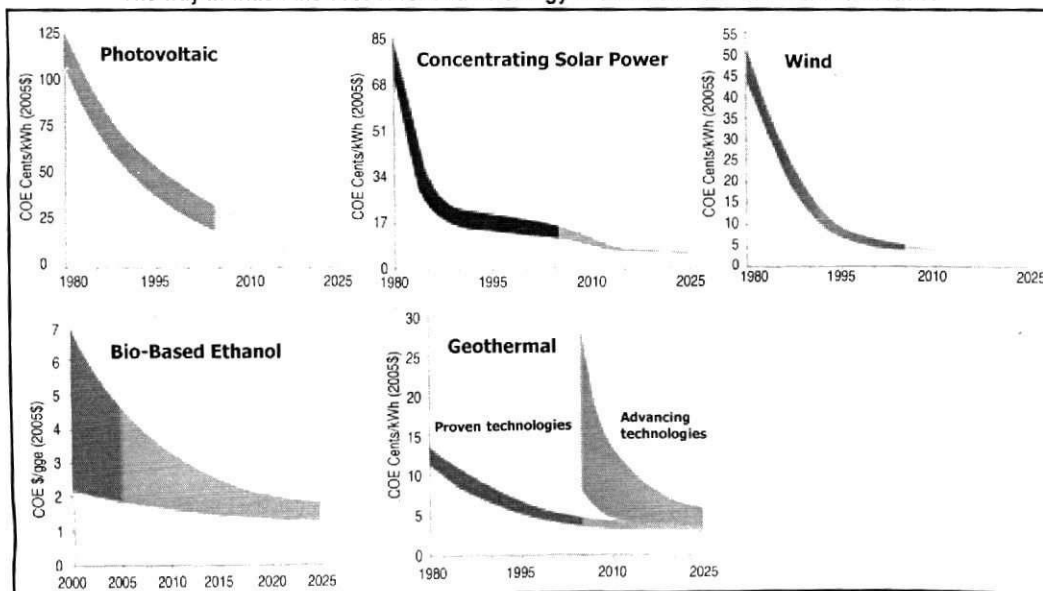 Photovoltaic
COE Cents/kWh (2005$)
125
100
75
50
25
0
1980 1995 2010 2025
Concentrating Solar Power
COE Cents/kWh (2005$)
85
68
51
34
17
0
1980 1995 2010 2025
Wind
COE Cents/kWh (2005$)
55
50
45
40
35
30
25
20
15
10
5
0
1980 1995 2010 2025
Bio-Based Ethanol
COE $/gge (2005$)
7
6
5
4
3
2
1
0
2000 2005 2010 2015 2020 2025
Geothermal
COE Cents/kWh (2005$)
30
25
20
15
10
5
0
Proven technologies
Advancing
technologies
1980 1995 2010 2025